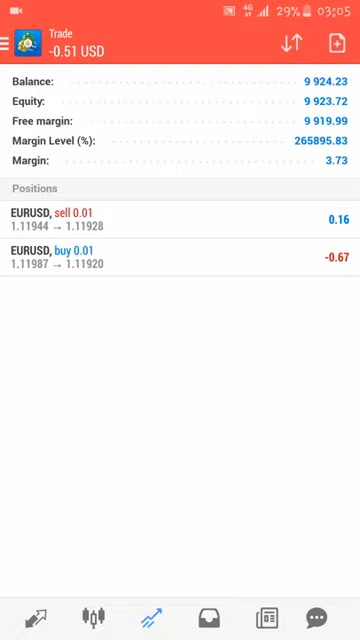 4G 29% 03:05
Trade
-0.51 USD
Balance: 9 924.23
Equity: 9 923.72
Free margin: 9 919.99
Margin Level (%): 265895.83
Margin: 3.73
Positions
EURUSD, sell 0.01 0.16
1.11944 → 1.11928
EURUSD, buy 0.01 -0.67
1.11987 → 1.11920